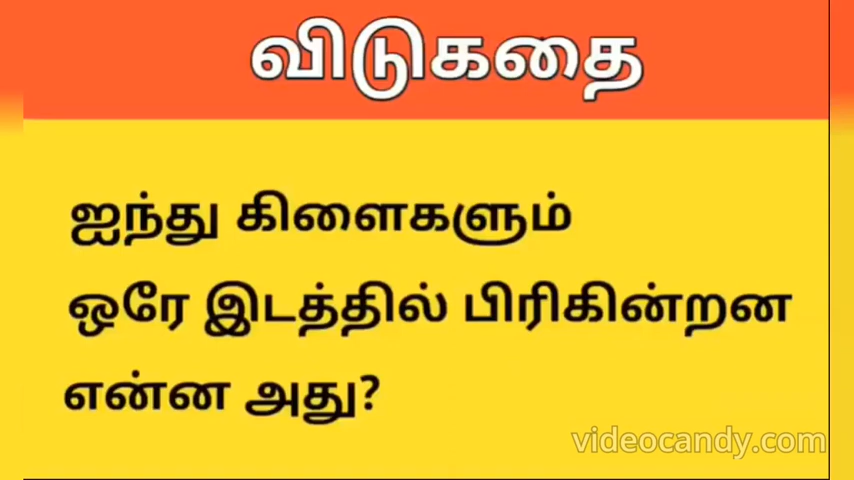 விடுகதை
ஐந்து கிளைகளும்
ஒரே இடத்தில் பிரிகின்றன
என்ன அது?
videocandy.com